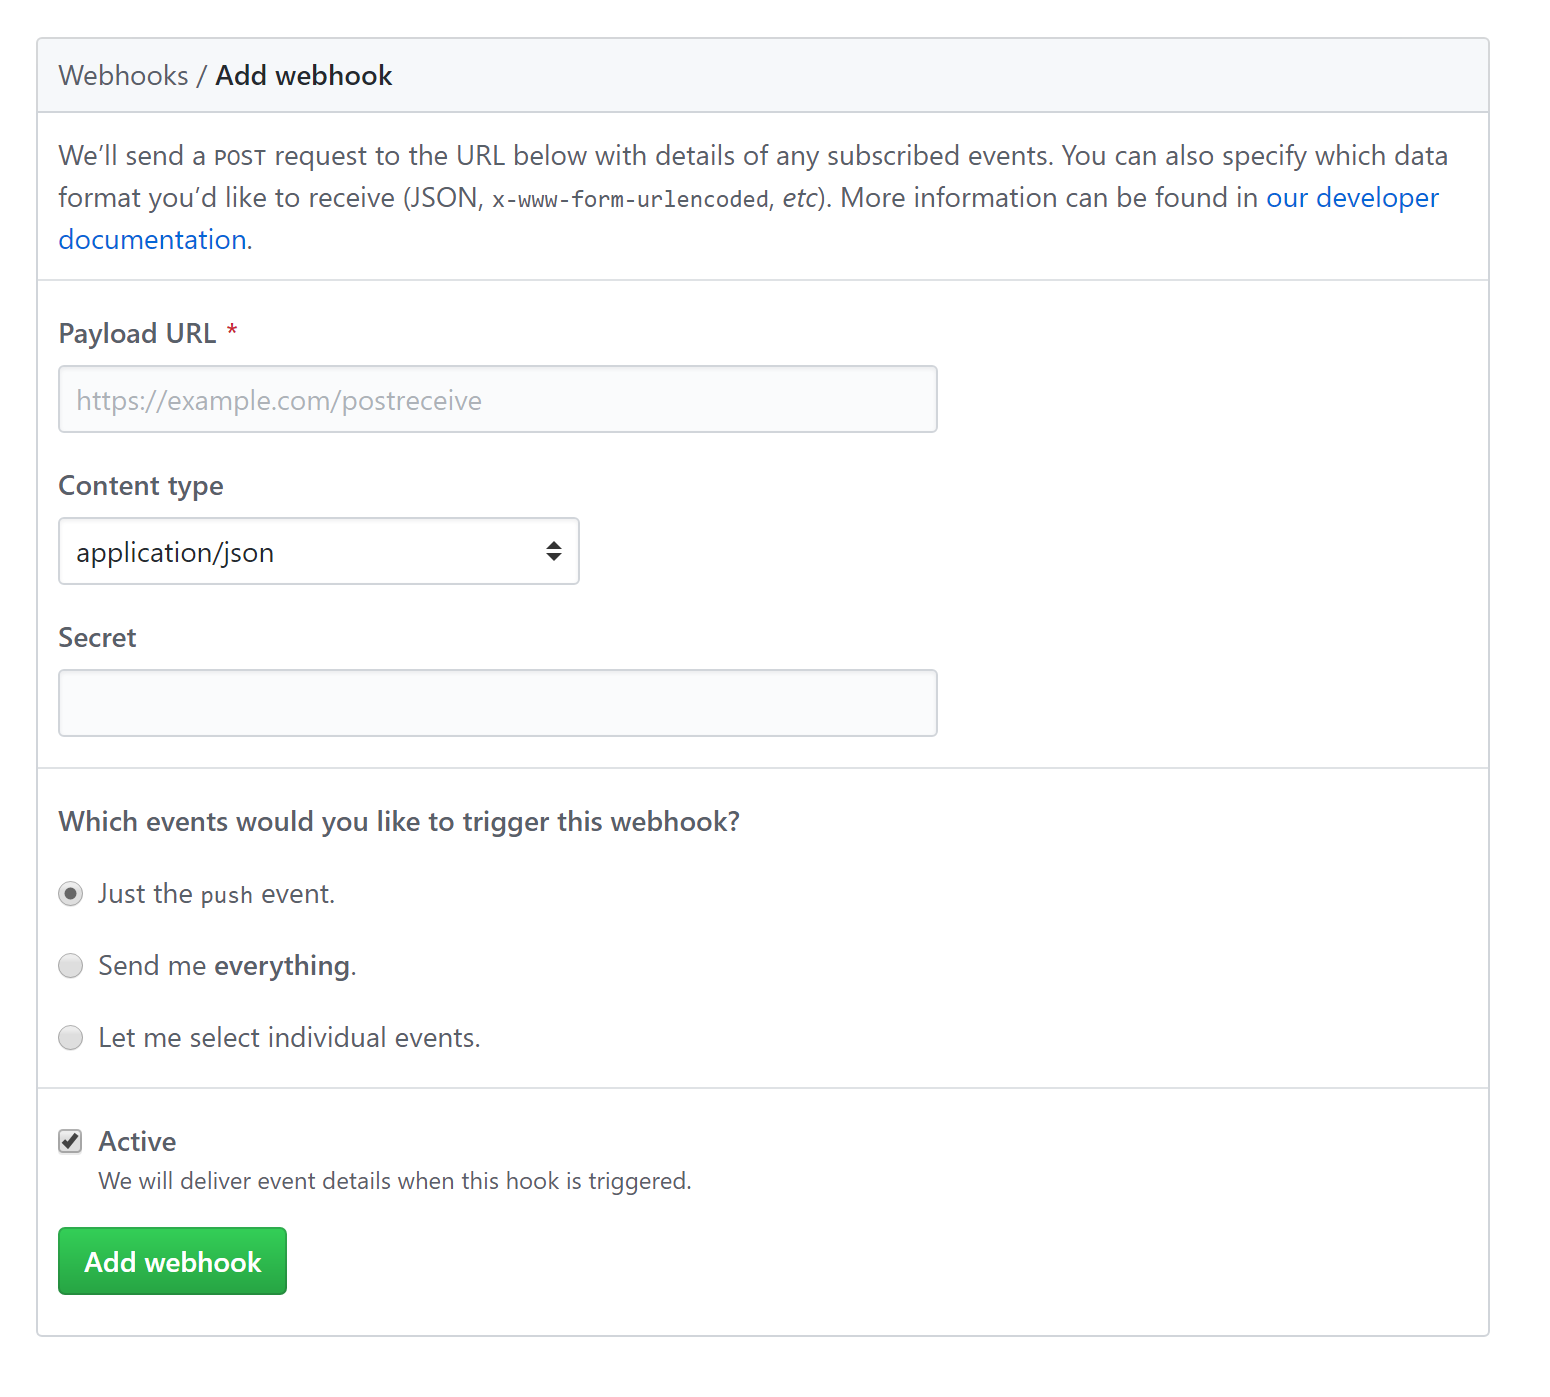 Webhooks / Add webhook
We’ll send a POST request to the URL below with details of any subscribed events. You can also specify which data
format you’d like to receive (JSON, x-www-form-urlencoded, etc). More information can be found in our developer
documentation.
Payload URL *
https://example.com/postreceive
Content type
application/json
Secret
Which events would you like to trigger this webhook?
Just the push event.
Send me everything.
Let me select individual events.
Active
We will deliver event details when this hook is triggered.
Add webhook